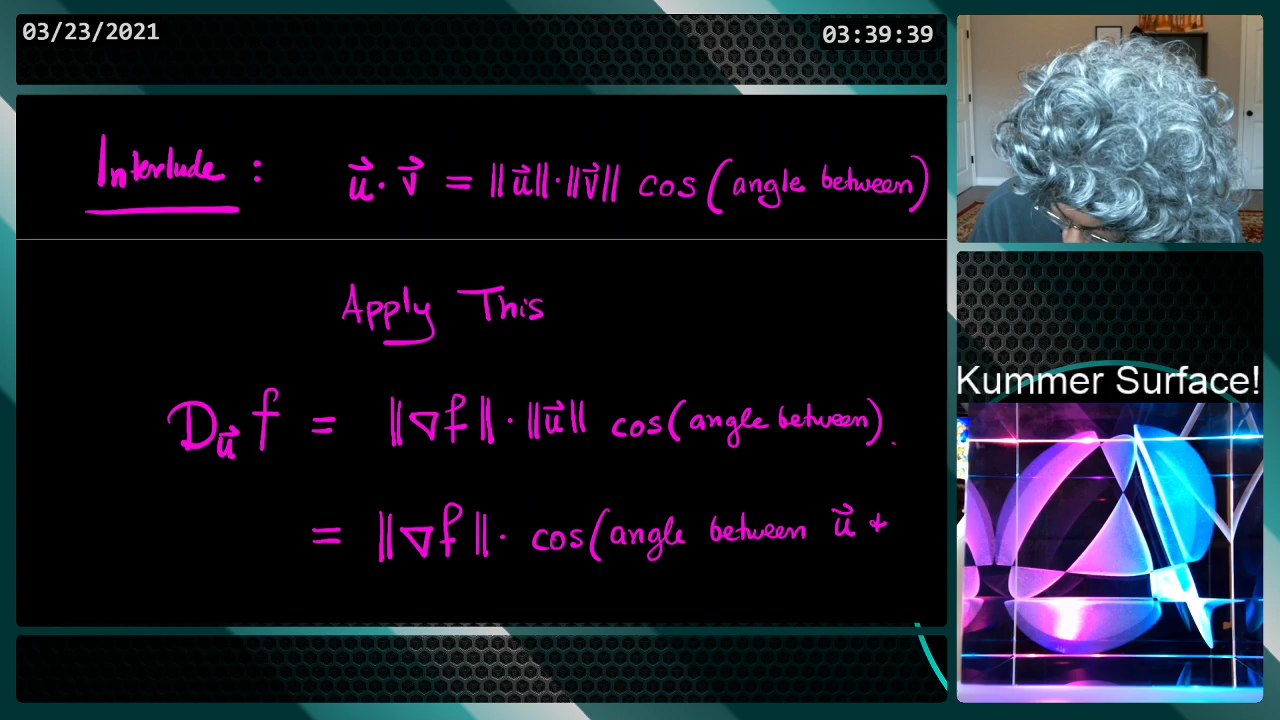 03/23/2021
03:39:39
Interlude : u⃗ · v⃗ = ||u⃗|| · ||v⃗|| cos (angle between)
Apply This
D_u⃗ f = ||∇f|| · ||u⃗|| cos(angle between).
= ||∇f|| · cos(angle between u⃗ +
Kummer Surface!